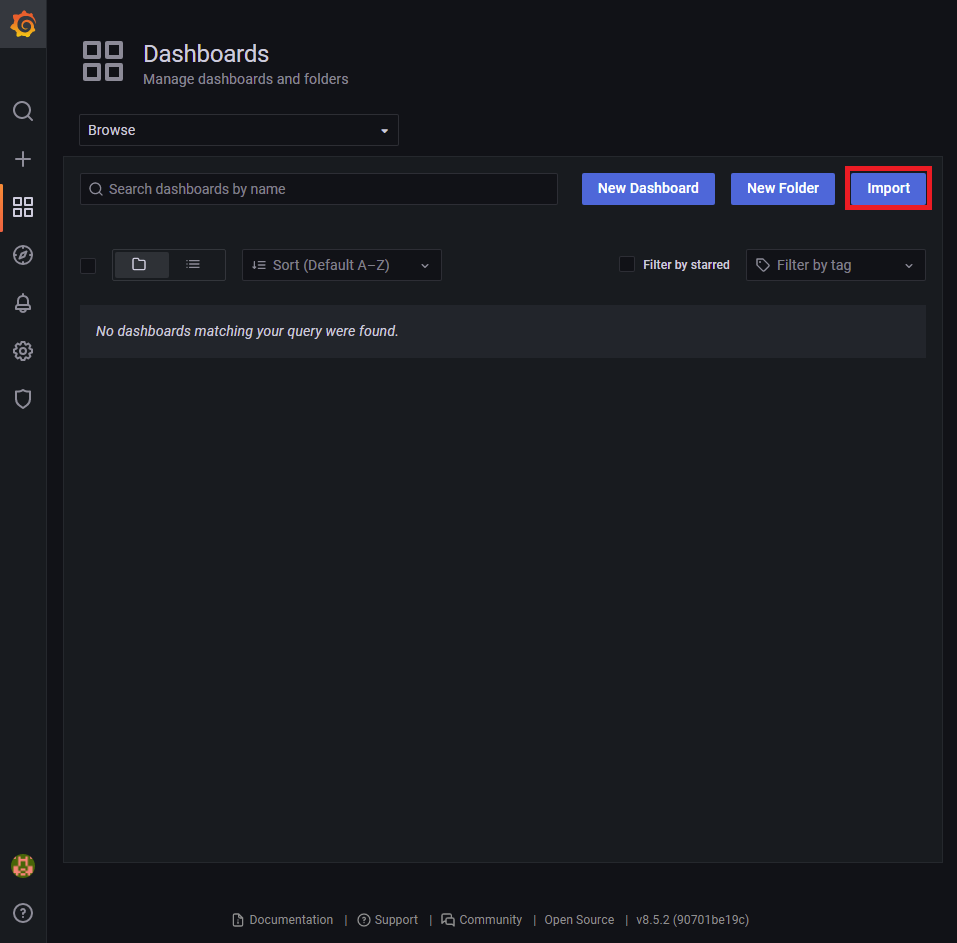 Dashboards
Manage dashboards and folders
Browse
Search dashboards by name
New Dashboard
New Folder
Import
Sort (Default A–Z)
Filter by starred
Filter by tag
No dashboards matching your query were found.
Documentation | Support | Community | Open Source | v8.5.2 (90701be19c)